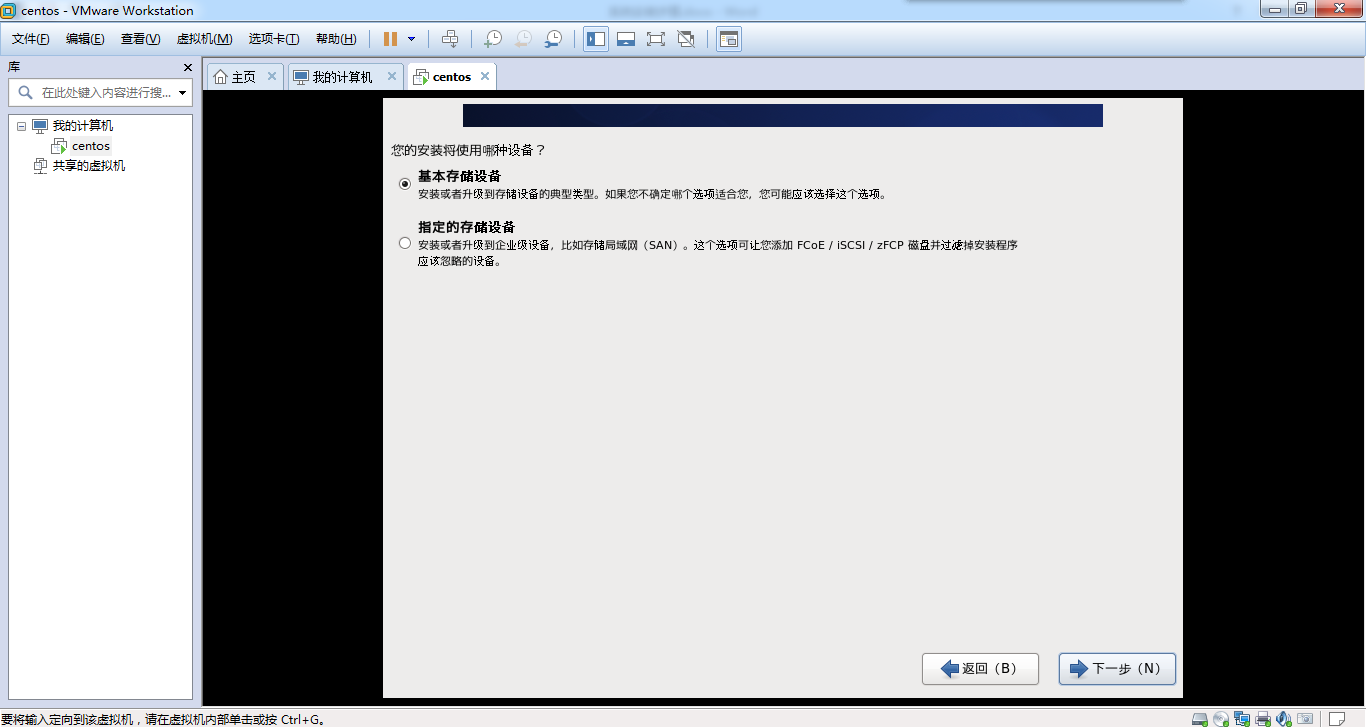 centos - VMware Workstation
文件(F) 编辑(E) 查看(V) 虚拟机(M) 选项卡(T) 帮助(H)
库
在此处键入内容进行搜...
我的计算机
centos
共享的虚拟机
主页 我的计算机 centos
您的安装将使用哪种设备？
基本存储设备
安装或者升级到存储设备的典型类型。如果您不确定哪个选项适合您，您可能应该选择这个选项。
指定的存储设备
安装或者升级到企业级设备，比如存储局域网（SAN）。这个选项可让您添加 FCoE / iSCSI / zFCP 磁盘并过滤掉安装程序
应该忽略的设备。
返回（B） 下一步（N）
要将输入定向到该虚拟机，请在虚拟机内部单击或按 Ctrl+G。